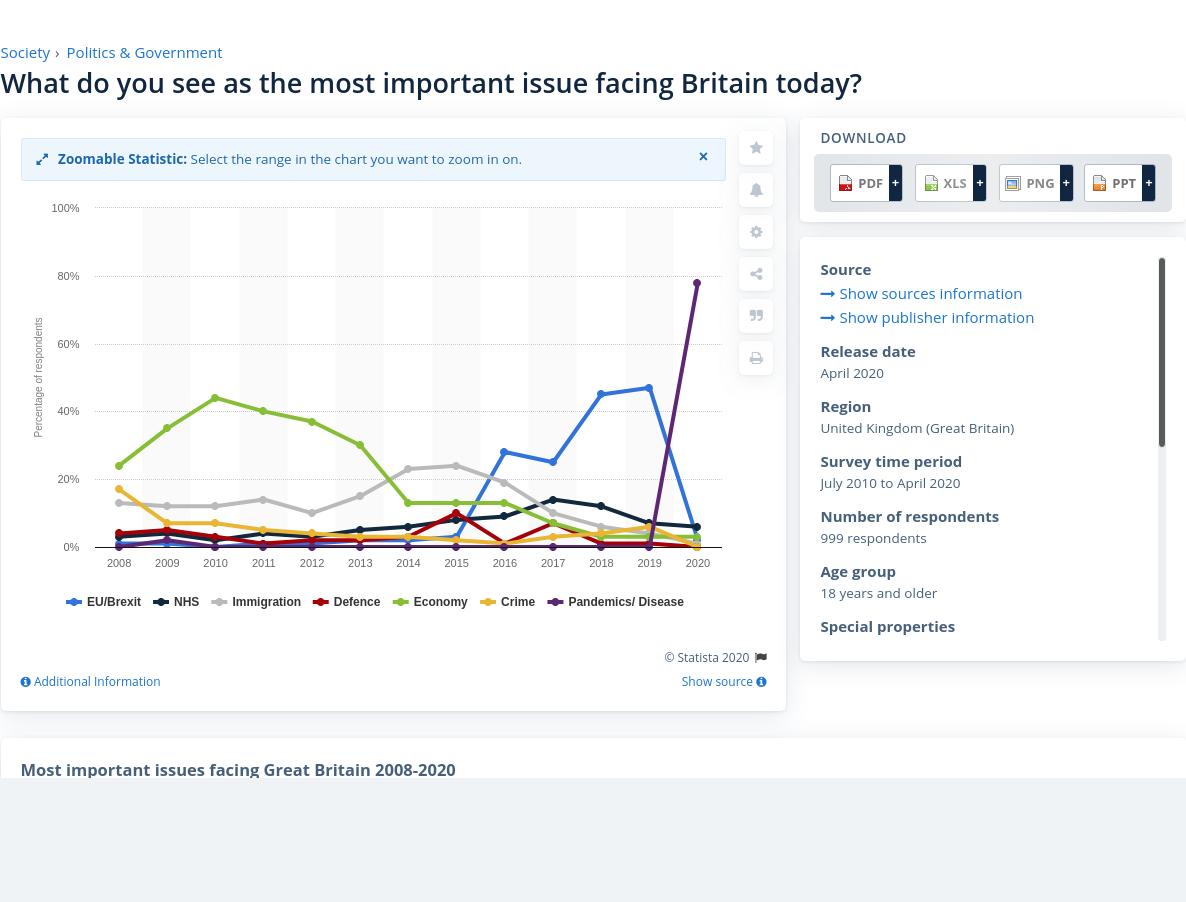 Society › Politics & Government
What do you see as the most important issue facing Britain today?
Zoomable Statistic: Select the range in the chart you want to zoom in on.
×
DOWNLOAD
PDF + XLS + PNG + PPT +
100%
80%
60%
40%
20%
0%
Percentage of respondents
2008 2009 2010 2011 2012 2013 2014 2015 2016 2017 2018 2019 2020
EU/Brexit NHS Immigration Defence Economy Crime Pandemics/ Disease
© Statista 2020
Additional Information
Show source
Source
Show sources information
Show publisher information
Release date
April 2020
Region
United Kingdom (Great Britain)
Survey time period
July 2010 to April 2020
Number of respondents
999 respondents
Age group
18 years and older
Special properties
Most important issues facing Great Britain 2008-2020